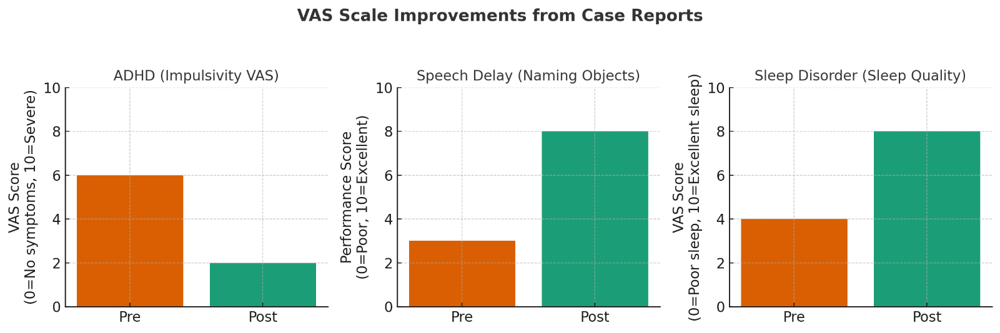 VAS Scale Improvements from Case Reports
ADHD (Impulsivity VAS)
VAS Score
(0=No symptoms, 10=Severe)
10
8
6
4
2
0
Pre Post
Speech Delay (Naming Objects)
Performance Score
(0=Poor, 10=Excellent)
10
8
6
4
2
0
Pre Post
Sleep Disorder (Sleep Quality)
VAS Score
(0=Poor sleep, 10=Excellent sleep)
10
8
6
4
2
0
Pre Post